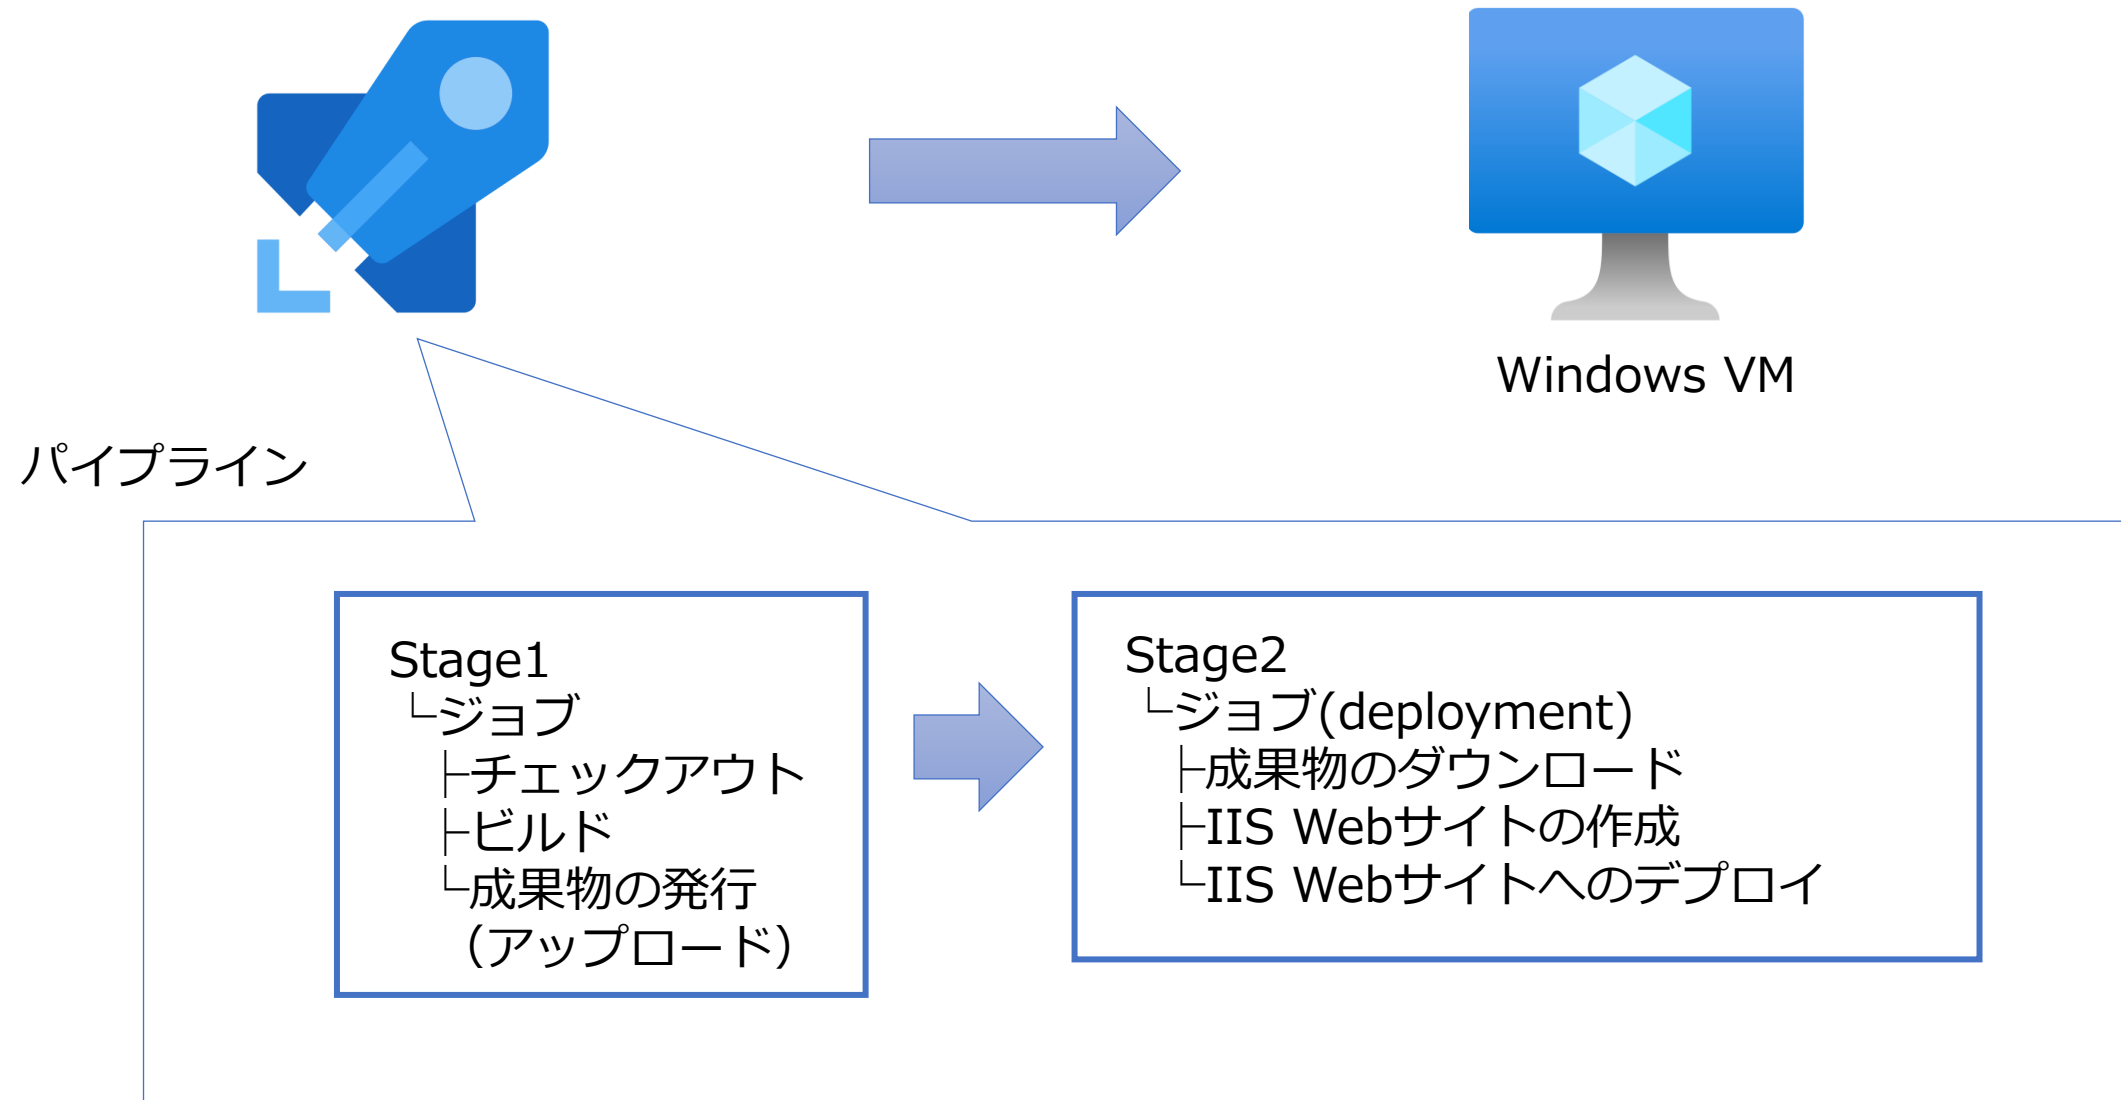 Windows VM
パイプライン
Stage1
└ジョブ
├チェックアウト
├ビルド
└成果物の発行
（アップロード）
Stage2
└ジョブ(deployment)
├成果物のダウンロード
├IIS Webサイトの作成
└IIS Webサイトへのデプロイ